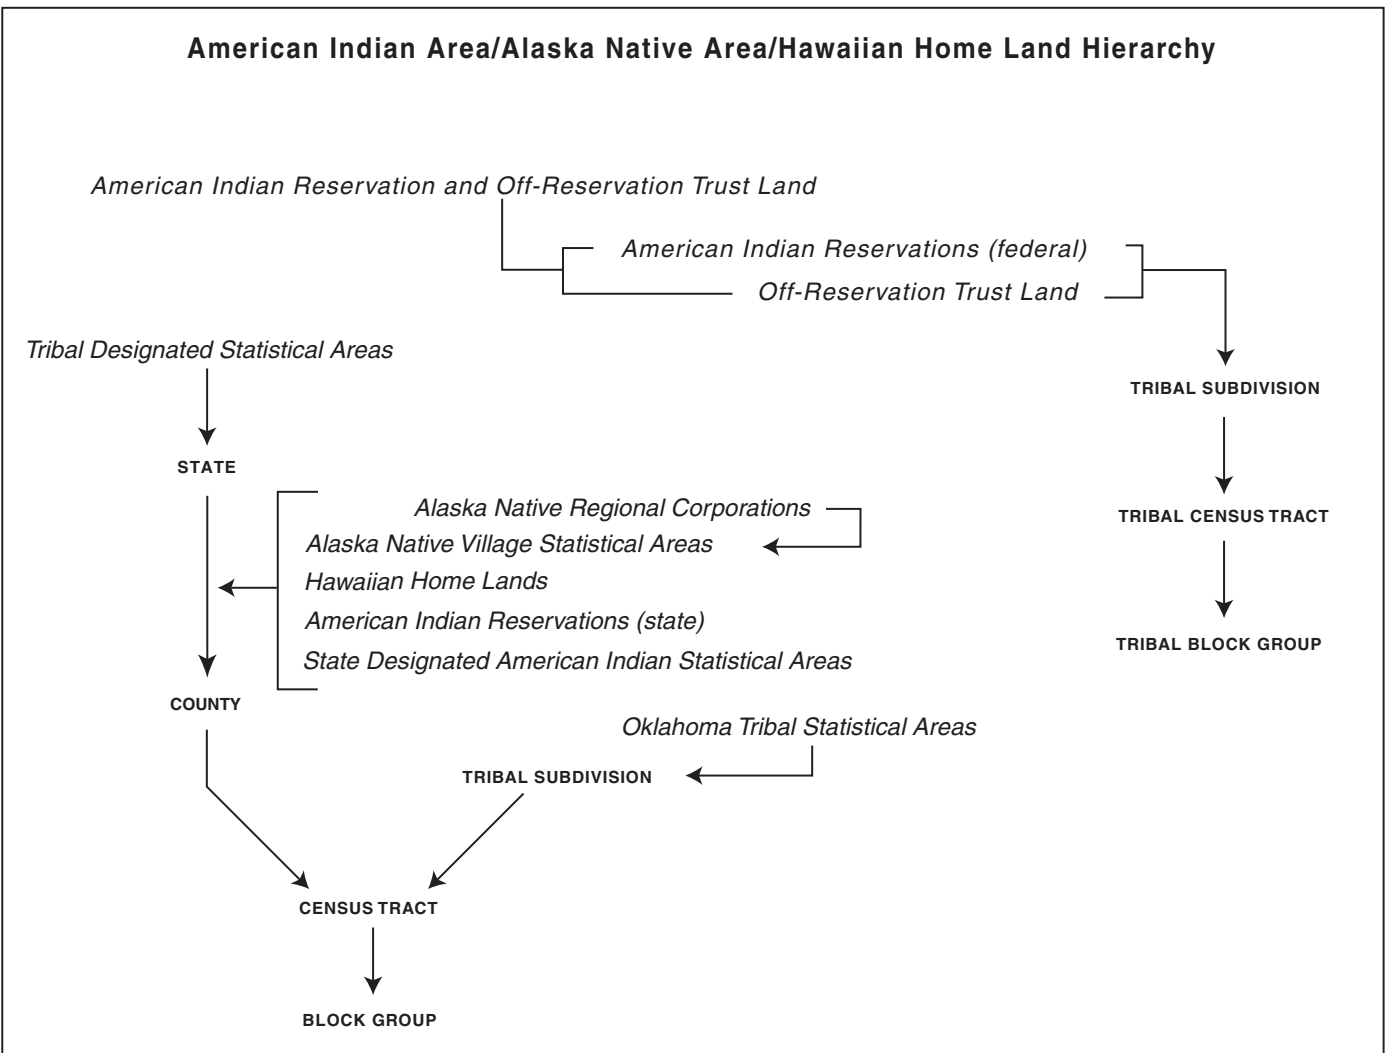 American Indian Area/Alaska Native Area/Hawaiian Home Land Hierarchy
American Indian Reservation and Off-Reservation Trust Land
American Indian Reservations (federal)
Off-Reservation Trust Land
Tribal Designated Statistical Areas
TRIBAL SUBDIVISION
STATE
Alaska Native Regional Corporations
TRIBAL CENSUS TRACT
Alaska Native Village Statistical Areas
Hawaiian Home Lands
American Indian Reservations (state)
TRIBAL BLOCK GROUP
State Designated American Indian Statistical Areas
COUNTY
Oklahoma Tribal Statistical Areas
TRIBAL SUBDIVISION
CENSUS TRACT
BLOCK GROUP